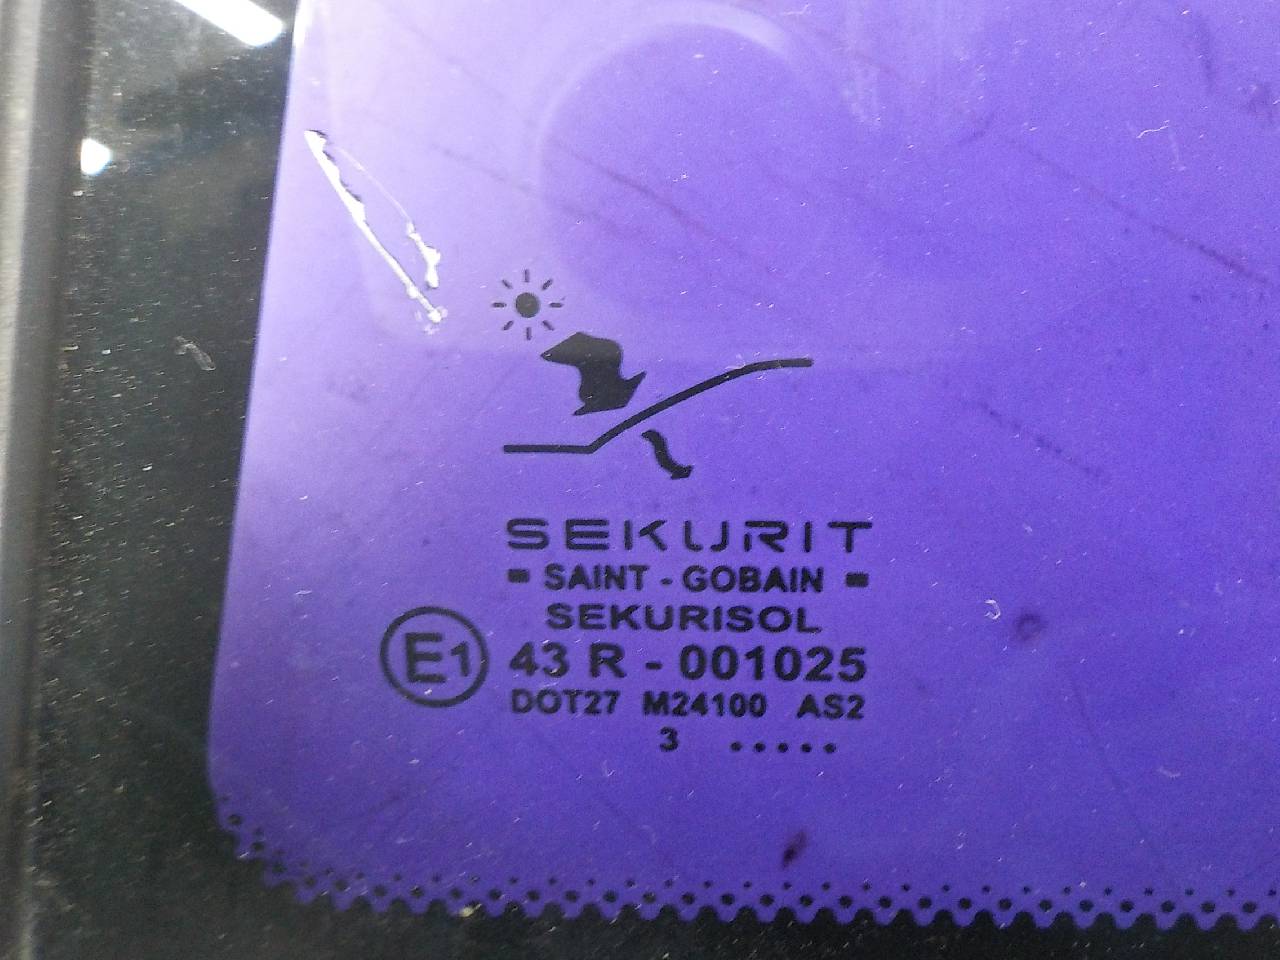 SEKURIT
SAINT - GOBAIN
SEKURISOL
E1 43 R - 001025
DOT27 M24100 AS2
3 .....